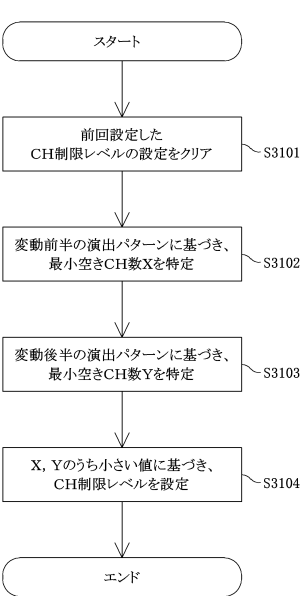 スタート
前回設定した
CH制限レベルの設定をクリア
S3101
変動前半の演出パターンに基づき、
最小空きCH数Xを特定
S3102
変動後半の演出パターンに基づき、
最小空きCH数Yを特定
S3103
X，Yのうち小さい値に基づき、
CH制限レベルを設定
S3104
エンド